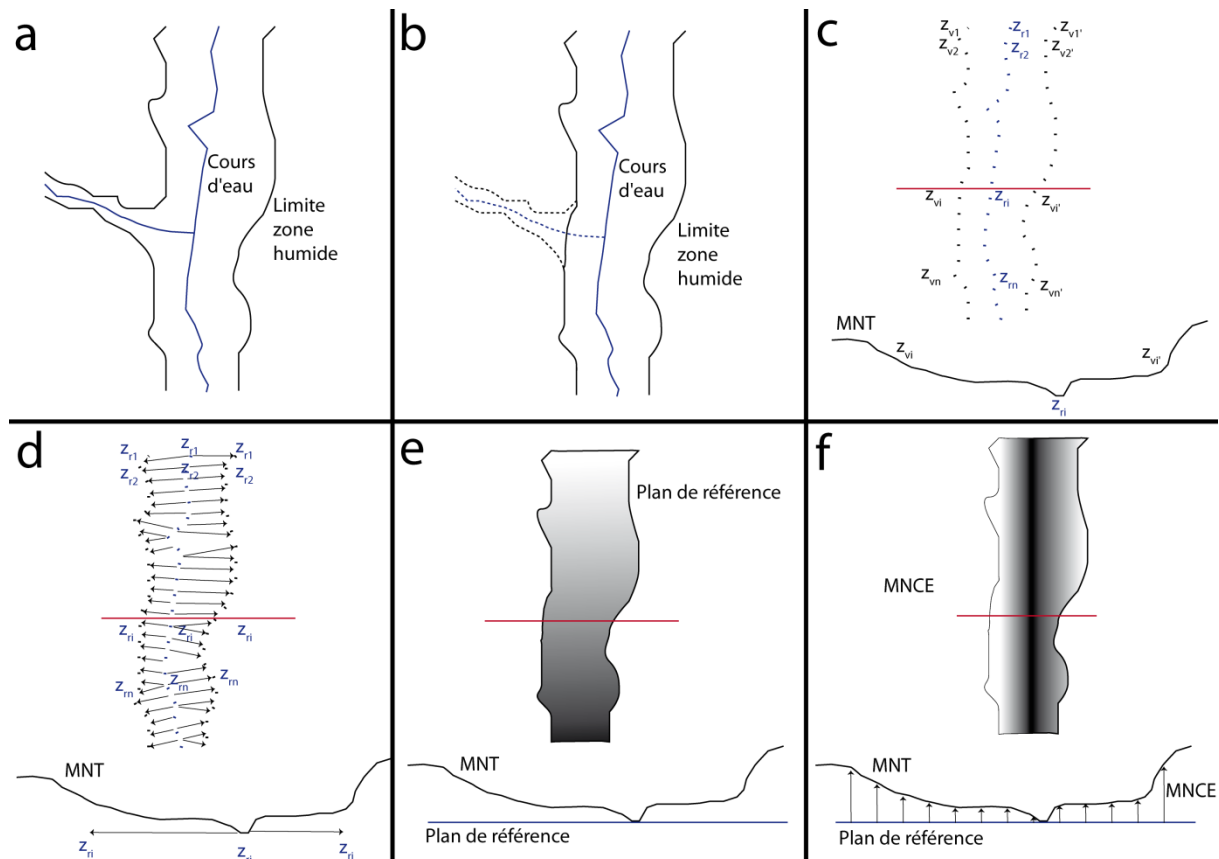 a
Cours
d'eau
Limite
zone
humide
b
Cours
d'eau
Limite
zone
humide
c
zv1 zr1 zv1'
zv2 zr2 zv2'
zvi zri zvi'
zvn zrn zvn'
MNT
zvi zvi'
zri
d
zr1 zr1 zr1
zr2 zr2 zr2
zri zri zri
zrn zrn zrn
MNT
zri zri zri
e
Plan de référence
MNT
Plan de référence
f
MNCE
MNT
MNCE
Plan de référence